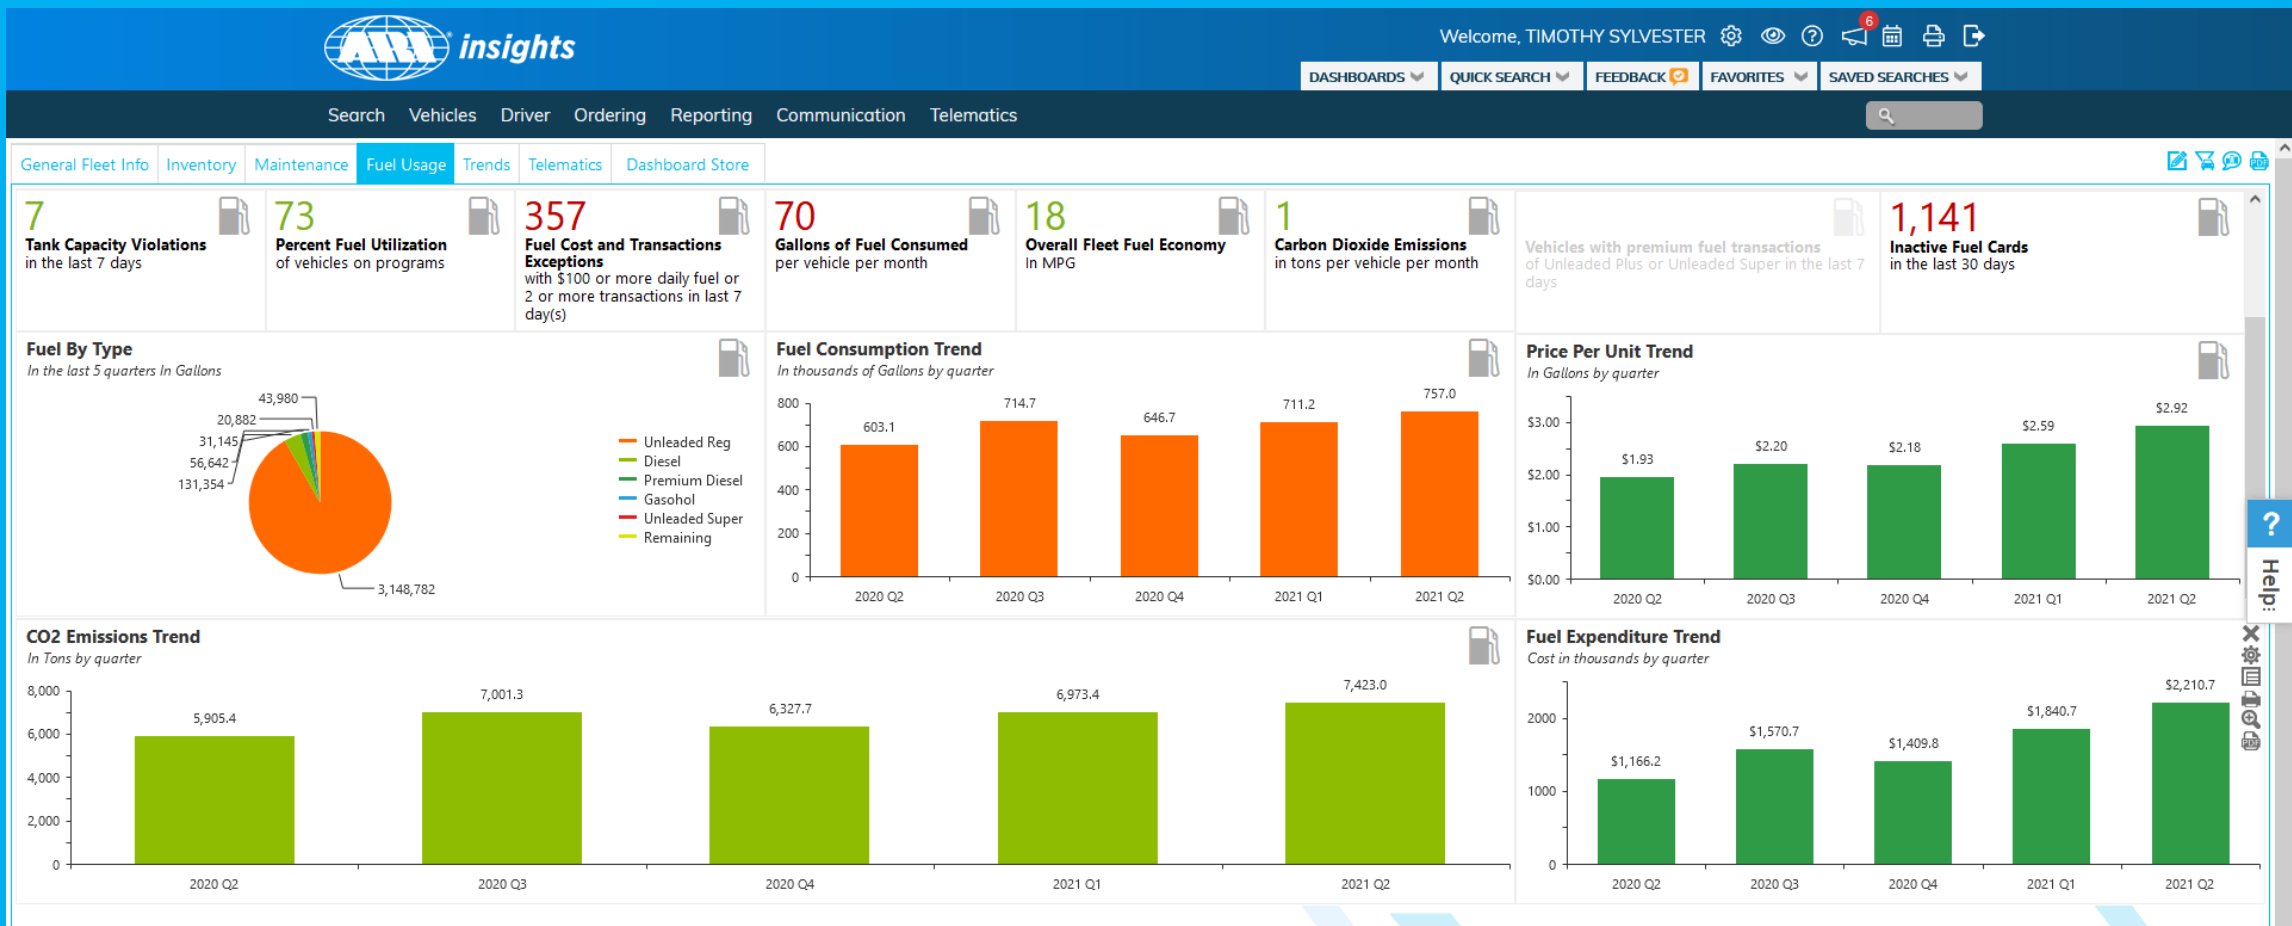 ARI insights
Welcome, TIMOTHY SYLVESTER
6
DASHBOARDS QUICK SEARCH FEEDBACK FAVORITES SAVED SEARCHES
Search Vehicles Driver Ordering Reporting Communication Telematics
General Fleet Info Inventory Maintenance Fuel Usage Trends Telematics Dashboard Store
PDF
7
Tank Capacity Violations
in the last 7 days
73
Percent Fuel Utilization
of vehicles on programs
357
Fuel Cost and Transactions
Exceptions
with $100 or more daily fuel or
2 or more transactions in last 7
day(s)
70
Gallons of Fuel Consumed
per vehicle per month
18
Overall Fleet Fuel Economy
In MPG
1
Carbon Dioxide Emissions
in tons per vehicle per month
Vehicles with premium fuel transactions
of Unleaded Plus or Unleaded Super in the last 7
days
1,141
Inactive Fuel Cards
in the last 30 days
Fuel By Type
In the last 5 quarters In Gallons
43,980
20,882
31,145
56,642
131,354
3,148,782
Unleaded Reg
Diesel
Premium Diesel
Gasohol
Unleaded Super
Remaining
Fuel Consumption Trend
In thousands of Gallons by quarter
800
600
400
200
0
603.1
714.7
646.7
711.2
757.0
2020 Q2 2020 Q3 2020 Q4 2021 Q1 2021 Q2
Price Per Unit Trend
In Gallons by quarter
$3.00
$2.00
$1.00
$0.00
$1.93
$2.20
$2.18
$2.59
$2.92
2020 Q2 2020 Q3 2020 Q4 2021 Q1 2021 Q2
? Help
CO2 Emissions Trend
In Tons by quarter
8,000
6,000
4,000
2,000
0
5,905.4
7,001.3
6,327.7
6,973.4
7,423.0
2020 Q2 2020 Q3 2020 Q4 2021 Q1 2021 Q2
Fuel Expenditure Trend
Cost in thousands by quarter
2000
1000
0
$1,166.2
$1,570.7
$1,409.8
$1,840.7
$2,210.7
2020 Q2 2020 Q3 2020 Q4 2021 Q1 2021 Q2
PDF